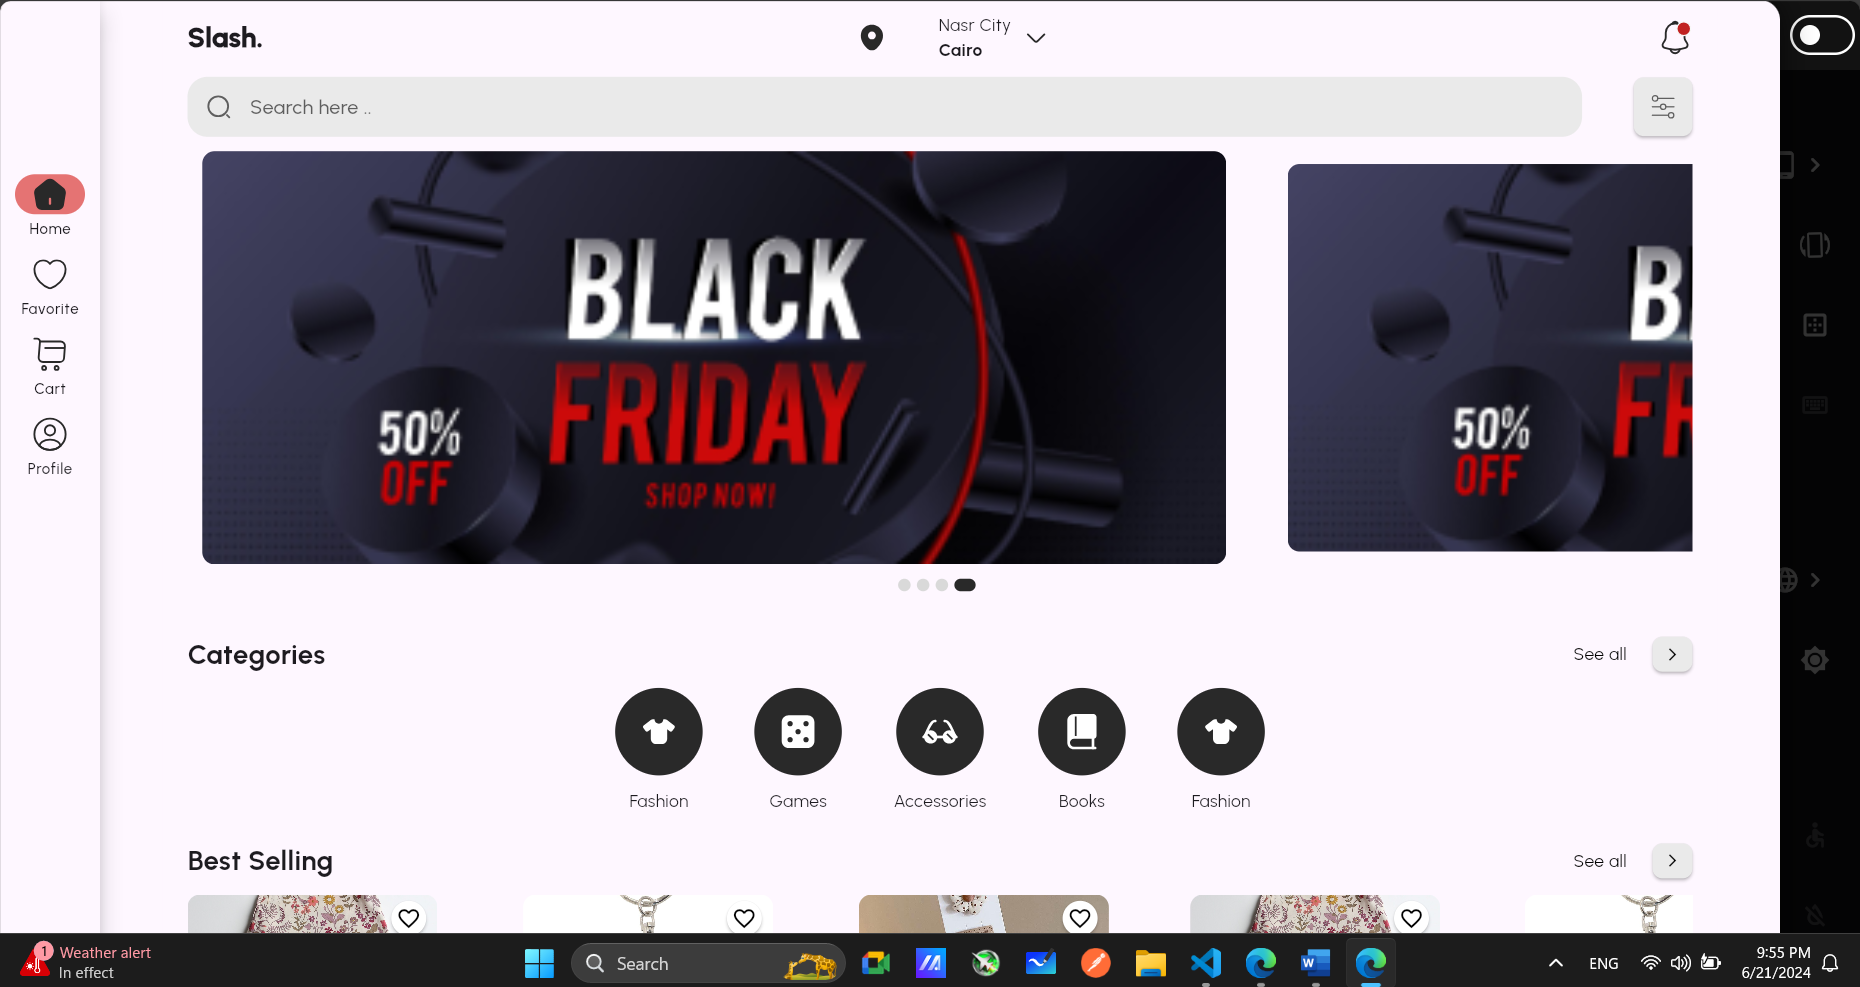 Slash.
Nasr City
Cairo
Search here ..
Home
Favorite
Cart
Profile
BLACK
FRIDAY
50%
OFF
SHOP NOW!
BL
FR
50%
OFF
Categories
See all
Fashion
Games
Accessories
Books
Fashion
Best Selling
See all
1
Weather alert
In effect
Search
W
ENG
9:55 PM
6/21/2024